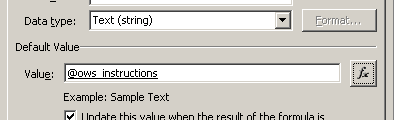 Data type: Text (string) Format...
Default Value
Value: @ows_instructions fx
Example: Sample Text
Update this value when the result of the formula is